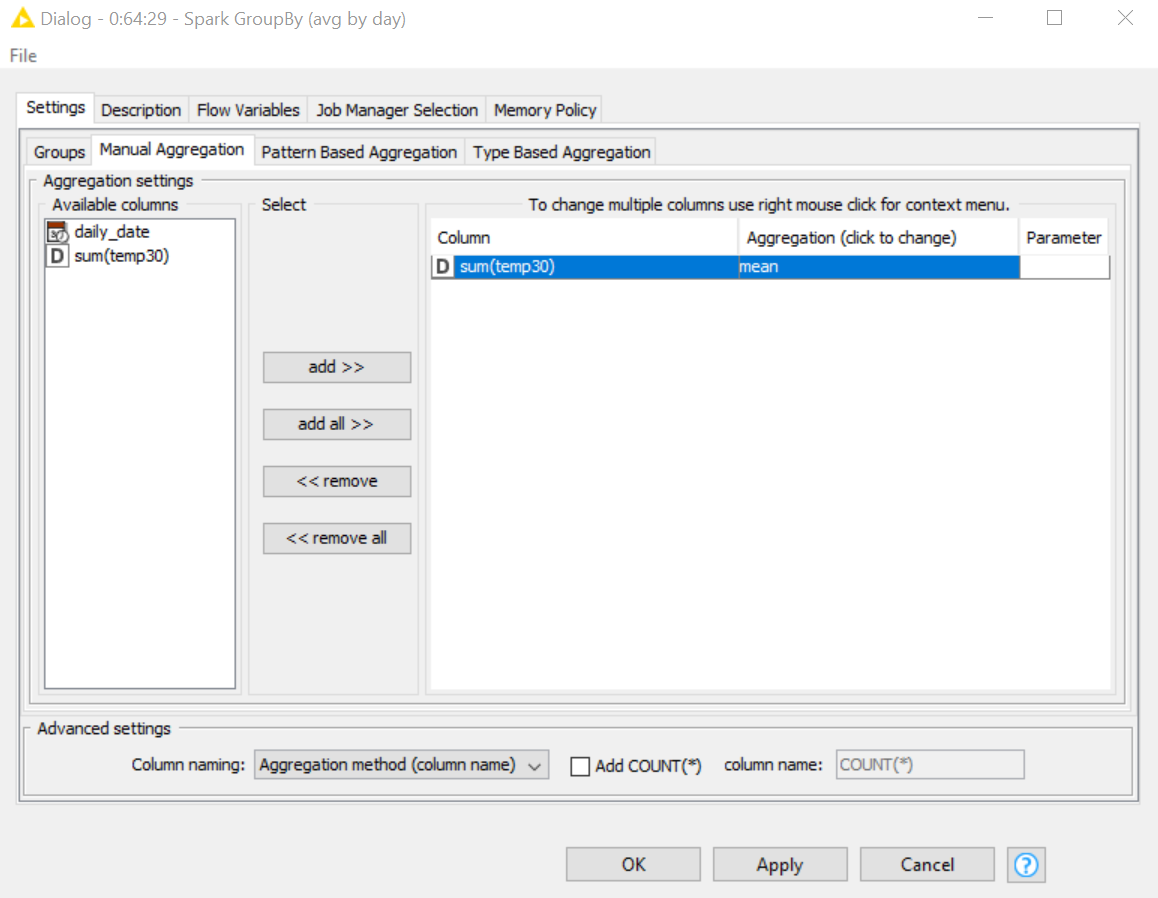 Dialog - 0:64:29 - Spark GroupBy (avg by day)
File
Settings Description Flow Variables Job Manager Selection Memory Policy
Groups Manual Aggregation Pattern Based Aggregation Type Based Aggregation
Aggregation settings
Available columns Select To change multiple columns use right mouse click for context menu.
daily_date
D sum(temp30)
Column Aggregation (click to change) Parameter
D sum(temp30) mean
add >>
add all >>
<< remove
<< remove all
Advanced settings
Column naming: Aggregation method (column name) Add COUNT(*) column name: COUNT(*)
OK Apply Cancel ?